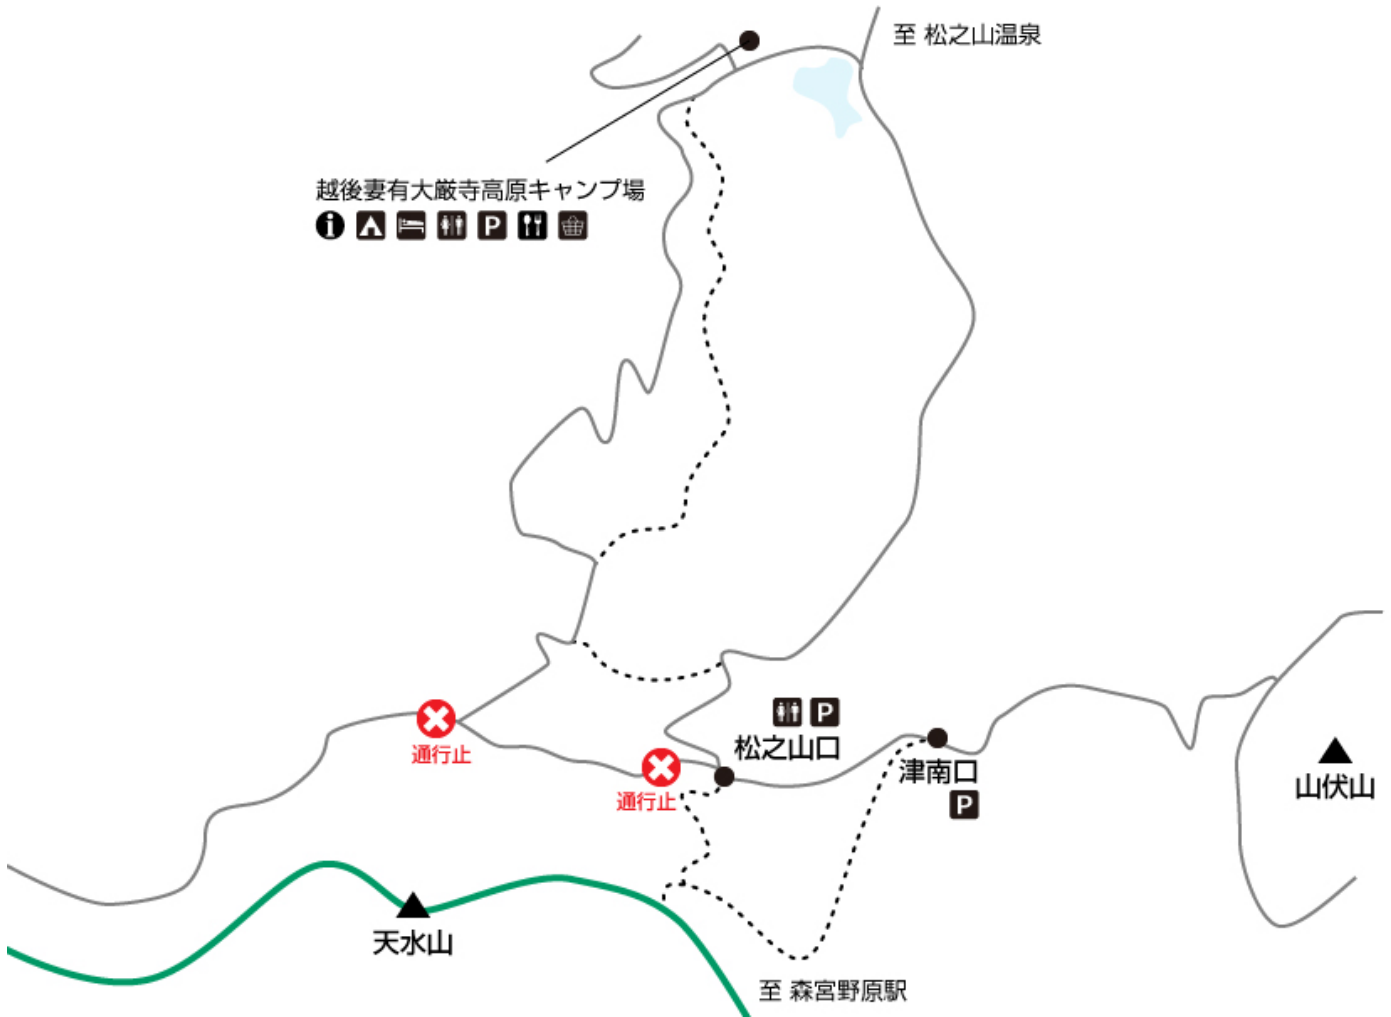 至 松之山温泉
越後妻有大厳寺高原キャンプ場
i
P
P
松之山口
通行止
津南口
通行止
P
山伏山
天水山
至 森宮野原駅